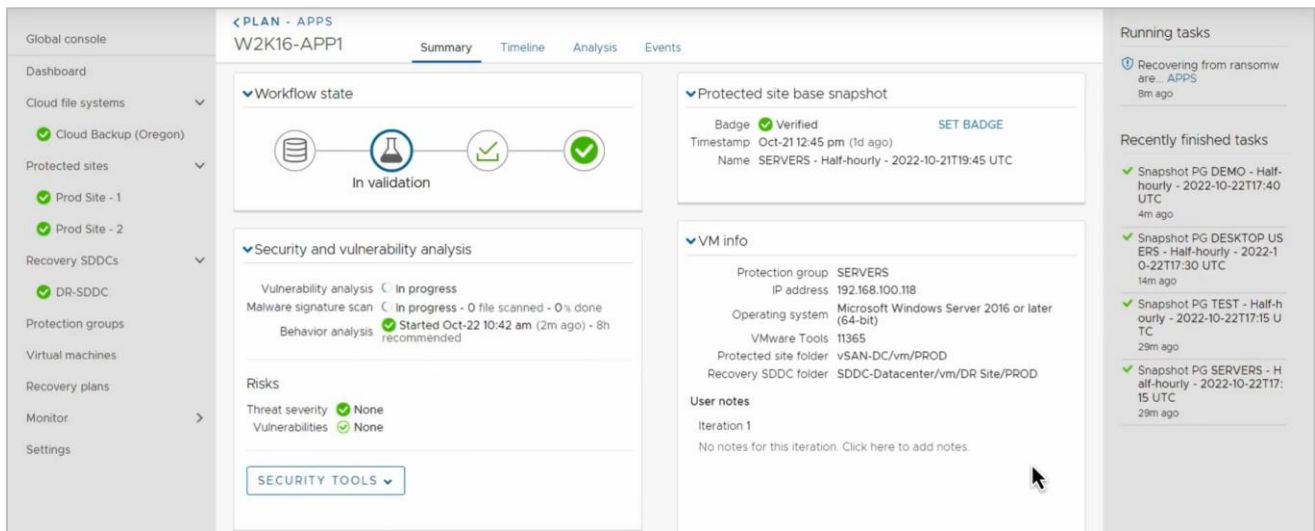 Global console
Dashboard
Cloud file systems
Cloud Backup (Oregon)
Protected sites
Prod Site - 1
Prod Site - 2
Recovery SDDCs
DR-SDDC
Protection groups
Virtual machines
Recovery plans
Monitor
Settings
PLAN - APPS
W2K16-APP1
Summary Timeline Analysis Events
Workflow state
In validation
Security and vulnerability analysis
Vulnerability analysis In progress
Malware signature scan In progress - 0 file scanned - 0% done
Behavior analysis Started Oct-22 10:42 am (2m ago) - 8h
recommended
Risks
Threat severity None
Vulnerabilities None
SECURITY TOOLS
Protected site base snapshot
Badge Verified SET BADGE
Timestamp Oct-21 12:45 pm (1d ago)
Name SERVERS - Half-hourly - 2022-10-21T19:45 UTC
VM info
Protection group SERVERS
IP address 192.168.100.118
Operating system Microsoft Windows Server 2016 or later
(64-bit)
VMware Tools 11365
Protected site folder vSAN-DC/vm/PROD
Recovery SDDC folder SDDC-Datacenter/vm/DR Site/PROD
User notes
Iteration 1
No notes for this iteration. Click here to add notes.
Running tasks
Recovering from ransomw
are... APPS
8m ago
Recently finished tasks
Snapshot PG DEMO - Half-
hourly - 2022-10-22T17:40
UTC
4m ago
Snapshot PG DESKTOP US
ERS - Half-hourly - 2022-1
0-22T17:30 UTC
14m ago
Snapshot PG TEST - Half-h
ourly - 2022-10-22T17:15 U
TC
29m ago
Snapshot PG SERVERS - H
alf-hourly - 2022-10-22T17:
15 UTC
29m ago